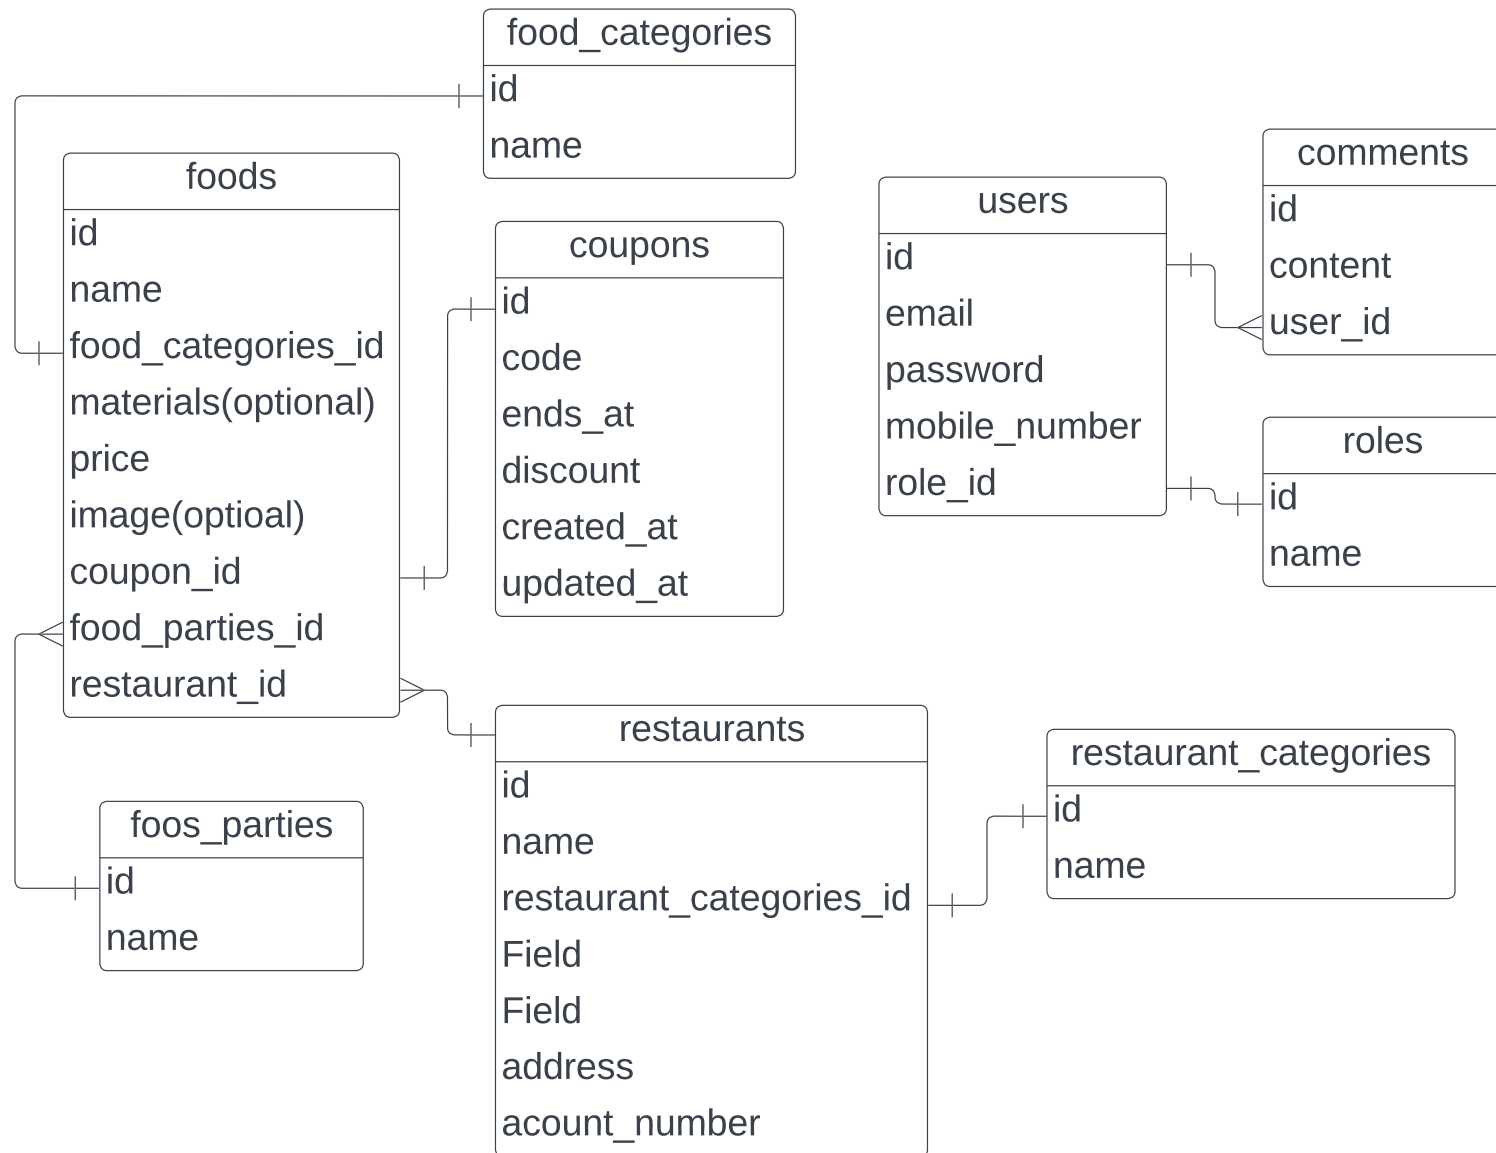 food_categories
id
name
foods
id
name
food_categories_id
materials(optional)
price
image(optioal)
coupon_id
food_parties_id
restaurant_id
coupons
id
code
ends_at
discount
created_at
updated_at
users
id
email
password
mobile_number
role_id
comments
id
content
user_id
roles
id
name
foos_parties
id
name
restaurants
id
name
restaurant_categories_id
Field
Field
address
acount_number
restaurant_categories
id
name